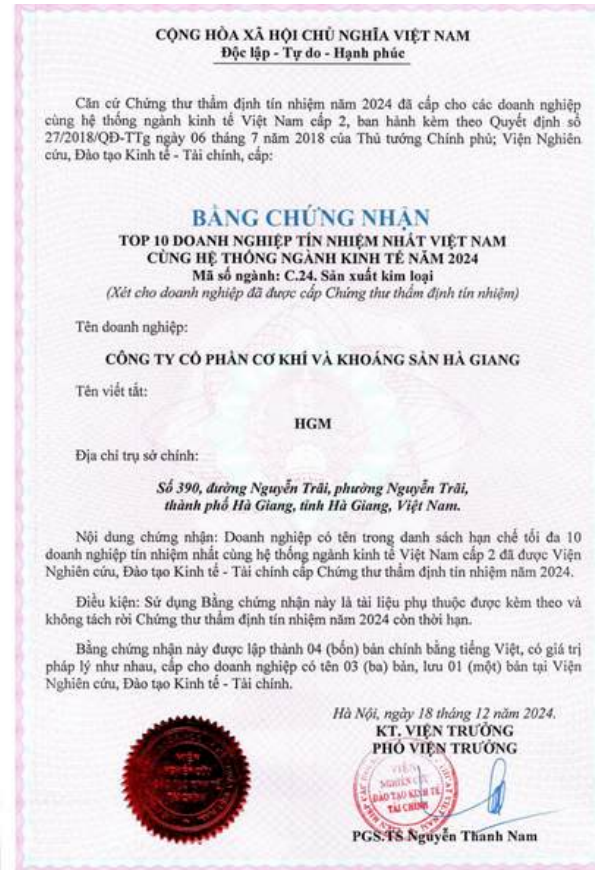 CỘNG HÒA XÃ HỘI CHỦ NGHĨA VIỆT NAM
Độc lập - Tự do - Hạnh phúc
Căn cứ Chứng thư thẩm định tín nhiệm năm 2024 đã cấp cho các doanh nghiệp
cùng hệ thống ngành kinh tế Việt Nam cấp 2, ban hành kèm theo Quyết định số
27/2018/QĐ-TTg ngày 06 tháng 7 năm 2018 của Thủ tướng Chính phủ; Viện Nghiên
cứu, Đào tạo Kinh tế - Tài chính, cấp:
BẰNG CHỨNG NHẬN
TOP 10 DOANH NGHIỆP TÍN NHIỆM NHẤT VIỆT NAM
CÙNG HỆ THỐNG NGÀNH KINH TẾ NĂM 2024
Mã số ngành: C.24. Sản xuất kim loại
(Xét cho doanh nghiệp đã được cấp Chứng thư thẩm định tín nhiệm)
Tên doanh nghiệp:
CÔNG TY CỔ PHẦN CƠ KHÍ VÀ KHOÁNG SẢN HÀ GIANG
Tên viết tắt:
HGM
Địa chỉ trụ sở chính:
Số 390, đường Nguyễn Trãi, phường Nguyễn Trãi,
thành phố Hà Giang, tỉnh Hà Giang, Việt Nam.
Nội dung chứng nhận: Doanh nghiệp có tên trong danh sách hạn chế tối đa 10
doanh nghiệp tín nhiệm nhất cùng hệ thống ngành kinh tế Việt Nam cấp 2 đã được Viện
Nghiên cứu, Đào tạo Kinh tế - Tài chính cấp Chứng thư thẩm định tín nhiệm năm 2024.
Điều kiện: Sử dụng Bằng chứng nhận này là tài liệu phụ thuộc được kèm theo và
không tách rời Chứng thư thẩm định tín nhiệm năm 2024 còn thời hạn.
Bằng chứng nhận này được lập thành 04 (bốn) bản chính bằng tiếng Việt, có giá trị
pháp lý như nhau, cấp cho doanh nghiệp có tên 03 (ba) bản, lưu 01 (một) bản tại Viện
Nghiên cứu, Đào tạo Kinh tế - Tài chính.
Hà Nội, ngày 18 tháng 12 năm 2024.
KT. VIỆN TRƯỞNG
PHÓ VIỆN TRƯỞNG
VIỆN
NGHIÊN CỨU
ĐÀO TẠO KINH TẾ
TÀI CHÍNH
PGS.TS Nguyễn Thanh Nam